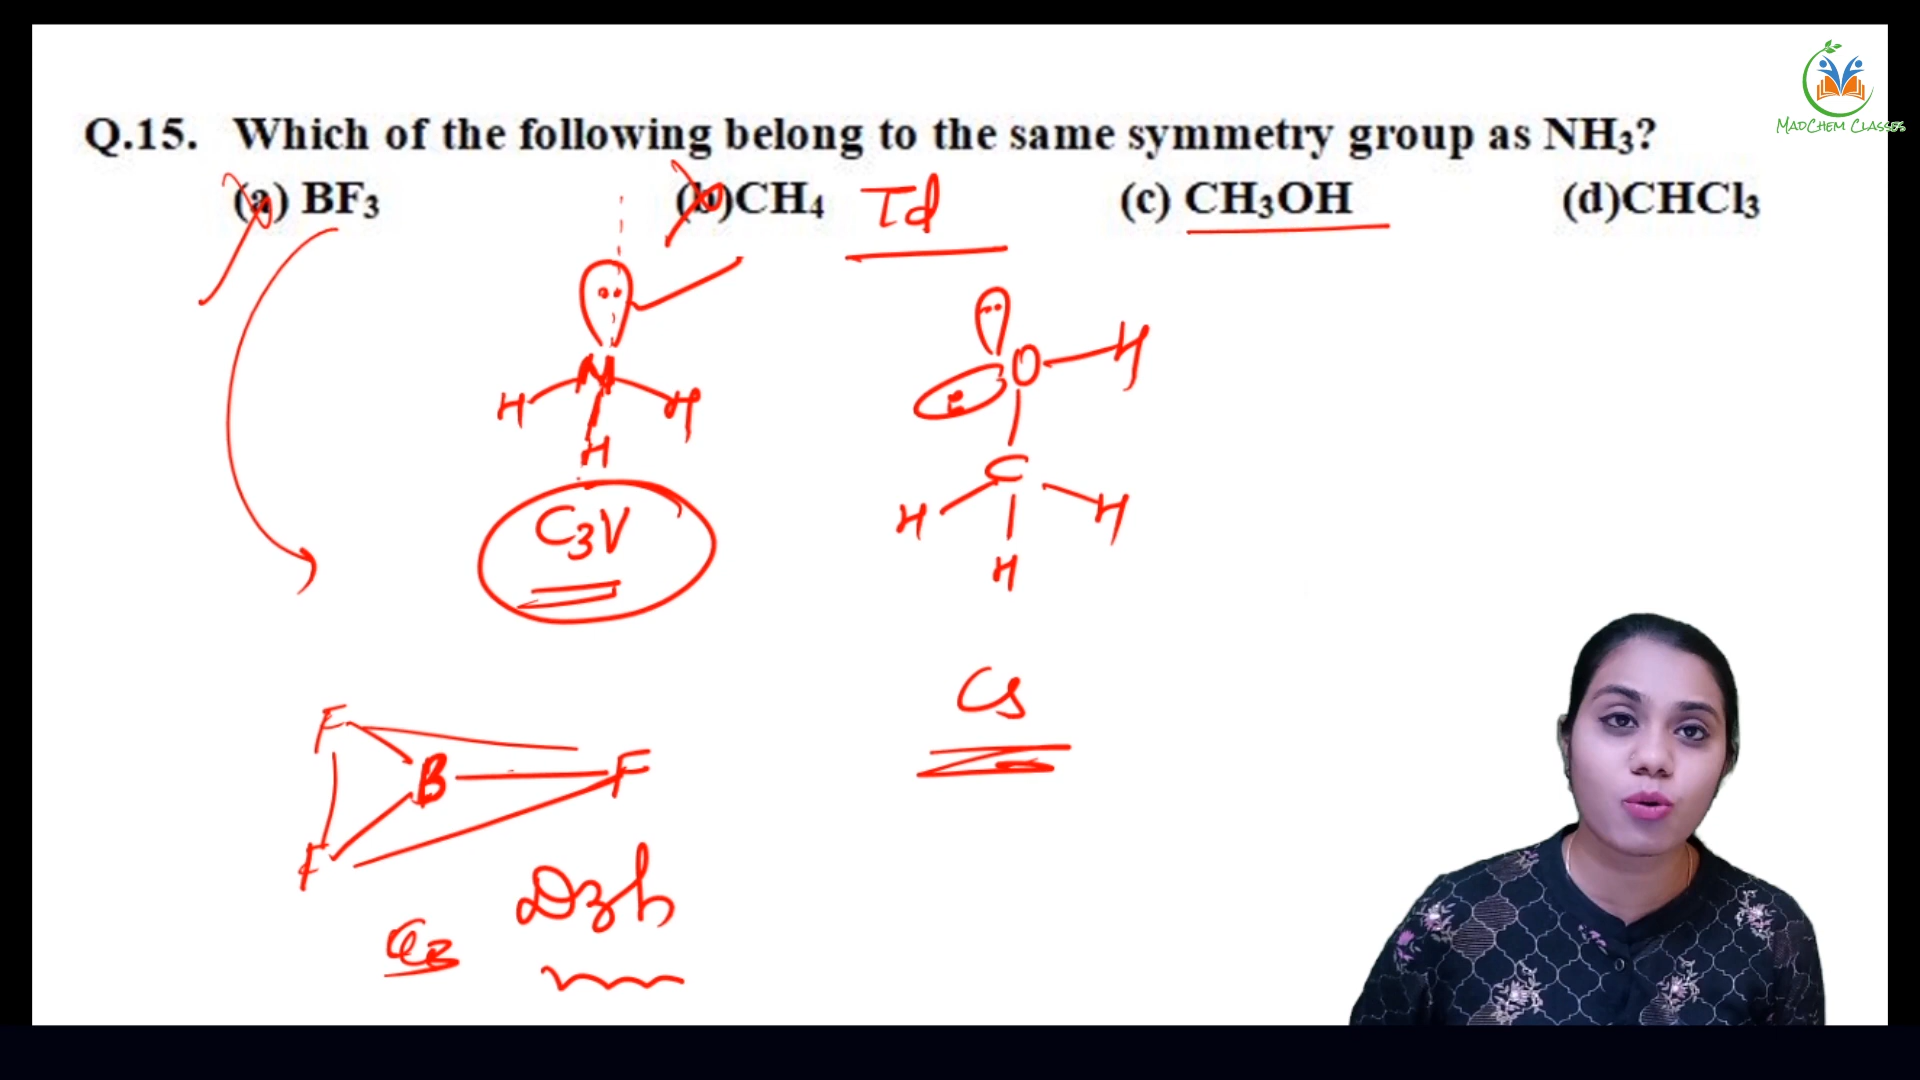 MadChem Classes
Q.15. Which of the following belong to the same symmetry group as NH₃?
(a) BF₃ (b)CH₄ Td (c) CH₃OH (d)CHCl₃
N
H H
H
C₃V
O H
C
H H
H
Cs
F
B F
F
D₃h
C₃